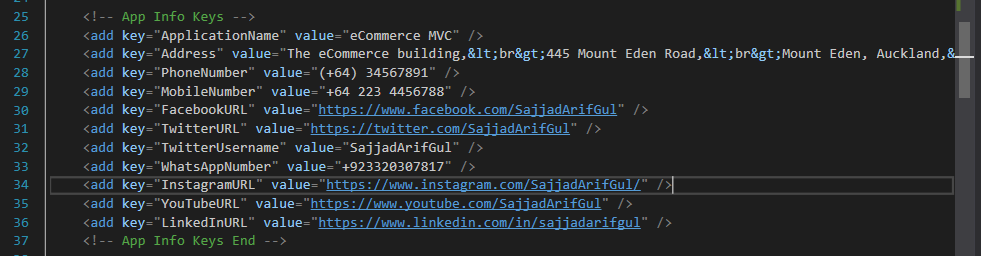 25 <!-- App Info Keys -->
26 <add key="ApplicationName" value="eCommerce MVC" />
27 <add key="Address" value="The eCommerce building,&lt;br&gt;445 Mount Eden Road,&lt;br&gt;Mount Eden, Auckland,&
28 <add key="PhoneNumber" value="(+64) 34567891" />
29 <add key="MobileNumber" value="+64 223 4456788" />
30 <add key="FacebookURL" value="https://www.facebook.com/SajjadArifGul" />
31 <add key="TwitterURL" value="https://twitter.com/SajjadArifGul" />
32 <add key="TwitterUsername" value="SajjadArifGul" />
33 <add key="WhatsAppNumber" value="+923320307817" />
34 <add key="InstagramURL" value="https://www.instagram.com/SajjadArifGul/" />
35 <add key="YouTubeURL" value="https://www.youtube.com/SajjadArifGul" />
36 <add key="LinkedInURL" value="https://www.linkedin.com/in/sajjadarifgul" />
37 <!-- App Info Keys End -->